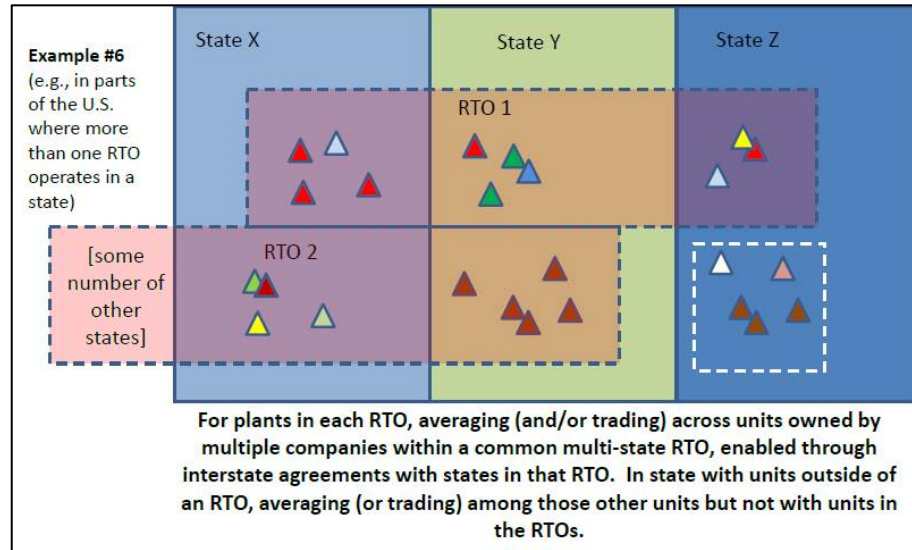 Example #6
(e.g., in parts
of the U.S.
where more
than one RTO
operates in a
state)
State X
State Y
State Z
RTO 1
[some
number of
other
states]
RTO 2
For plants in each RTO, averaging (and/or trading) across units owned by
multiple companies within a common multi-state RTO, enabled through
interstate agreements with states in that RTO.  In state with units outside of
an RTO, averaging (or trading) among those other units but not with units in
the RTOs.